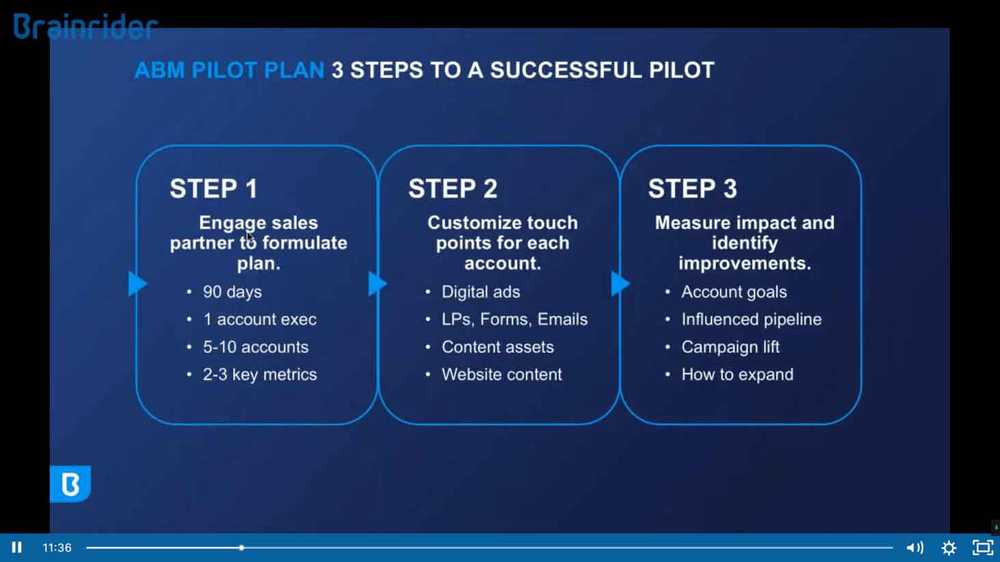 Brainrider
ABM PILOT PLAN 3 STEPS TO A SUCCESSFUL PILOT
STEP 1
Engage sales
partner to formulate
plan.
• 90 days
• 1 account exec
• 5-10 accounts
• 2-3 key metrics
STEP 2
Customize touch
points for each
account.
• Digital ads
• LPs, Forms, Emails
• Content assets
• Website content
STEP 3
Measure impact and
identify
improvements.
• Account goals
• Influenced pipeline
• Campaign lift
• How to expand
B
11:36